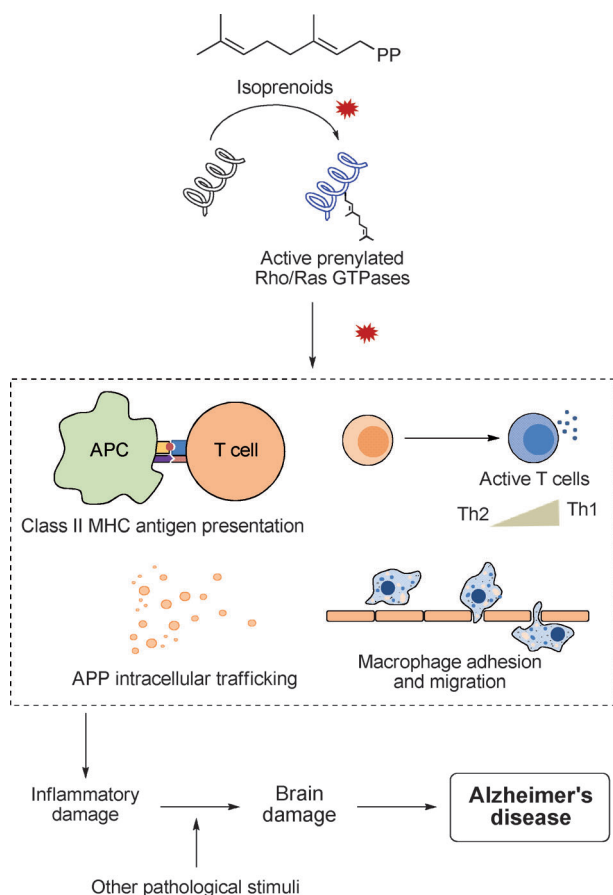 PP
Isoprenoids
Active prenylated
Rho/Ras GTPases
APC
T cell
Class II MHC antigen presentation
Active T cells
Th2
Th1
APP intracellular trafficking
Macrophage adhesion
and migration
Inflammatory
damage
Brain
damage
Alzheimer's
disease
Other pathological stimuli